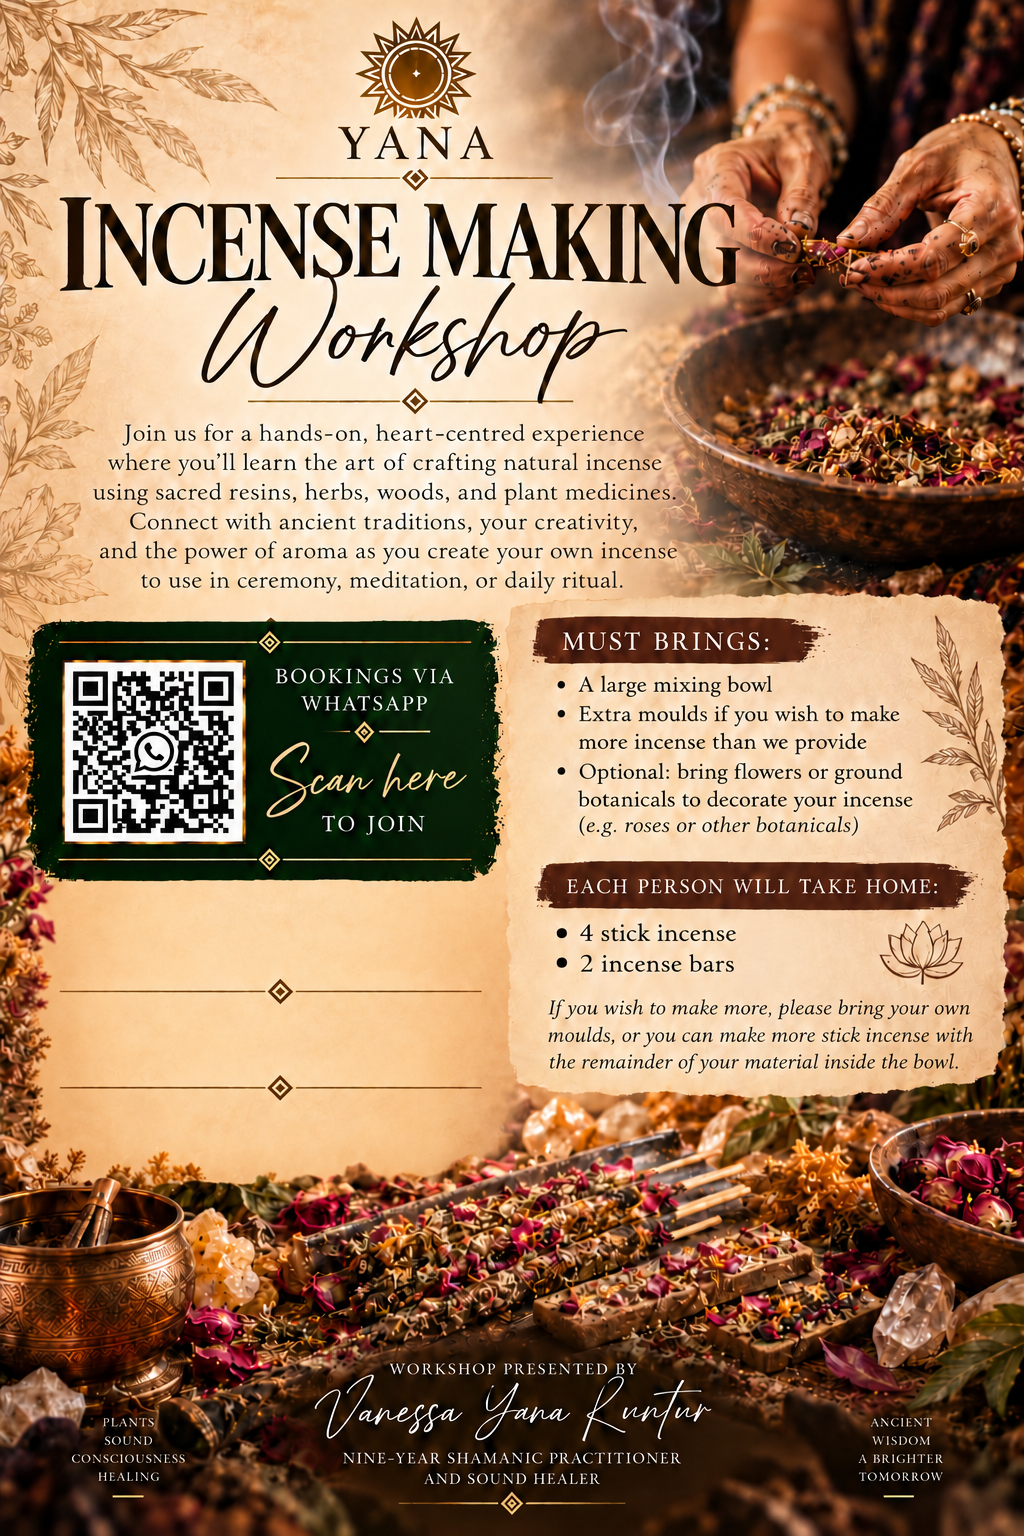 YANA
INCENSE MAKING
Workshop
Join us for a hands-on, heart-centred experience
where you'll learn the art of crafting natural incense
using sacred resins, herbs, woods, and plant medicines.
Connect with ancient traditions, your creativity,
and the power of aroma as you create your own incense
to use in ceremony, meditation, or daily ritual.
BOOKINGS VIA
WHATSAPP
Scan here
TO JOIN
MUST BRINGS:
• A large mixing bowl
• Extra moulds if you wish to make
more incense than we provide
• Optional: bring flowers or ground
botanicals to decorate your incense
(e.g. roses or other botanicals)
EACH PERSON WILL TAKE HOME:
• 4 stick incense
• 2 incense bars
If you wish to make more, please bring your own
moulds, or you can make more stick incense with
the remainder of your material inside the bowl.
WORKSHOP PRESENTED BY
Vanessa Yana Runtur
NINE-YEAR SHAMANIC PRACTITIONER
AND SOUND HEALER
PLANTS
SOUND
CONSCIOUSNESS
HEALING
ANCIENT
WISDOM
A BRIGHTER
TOMORROW